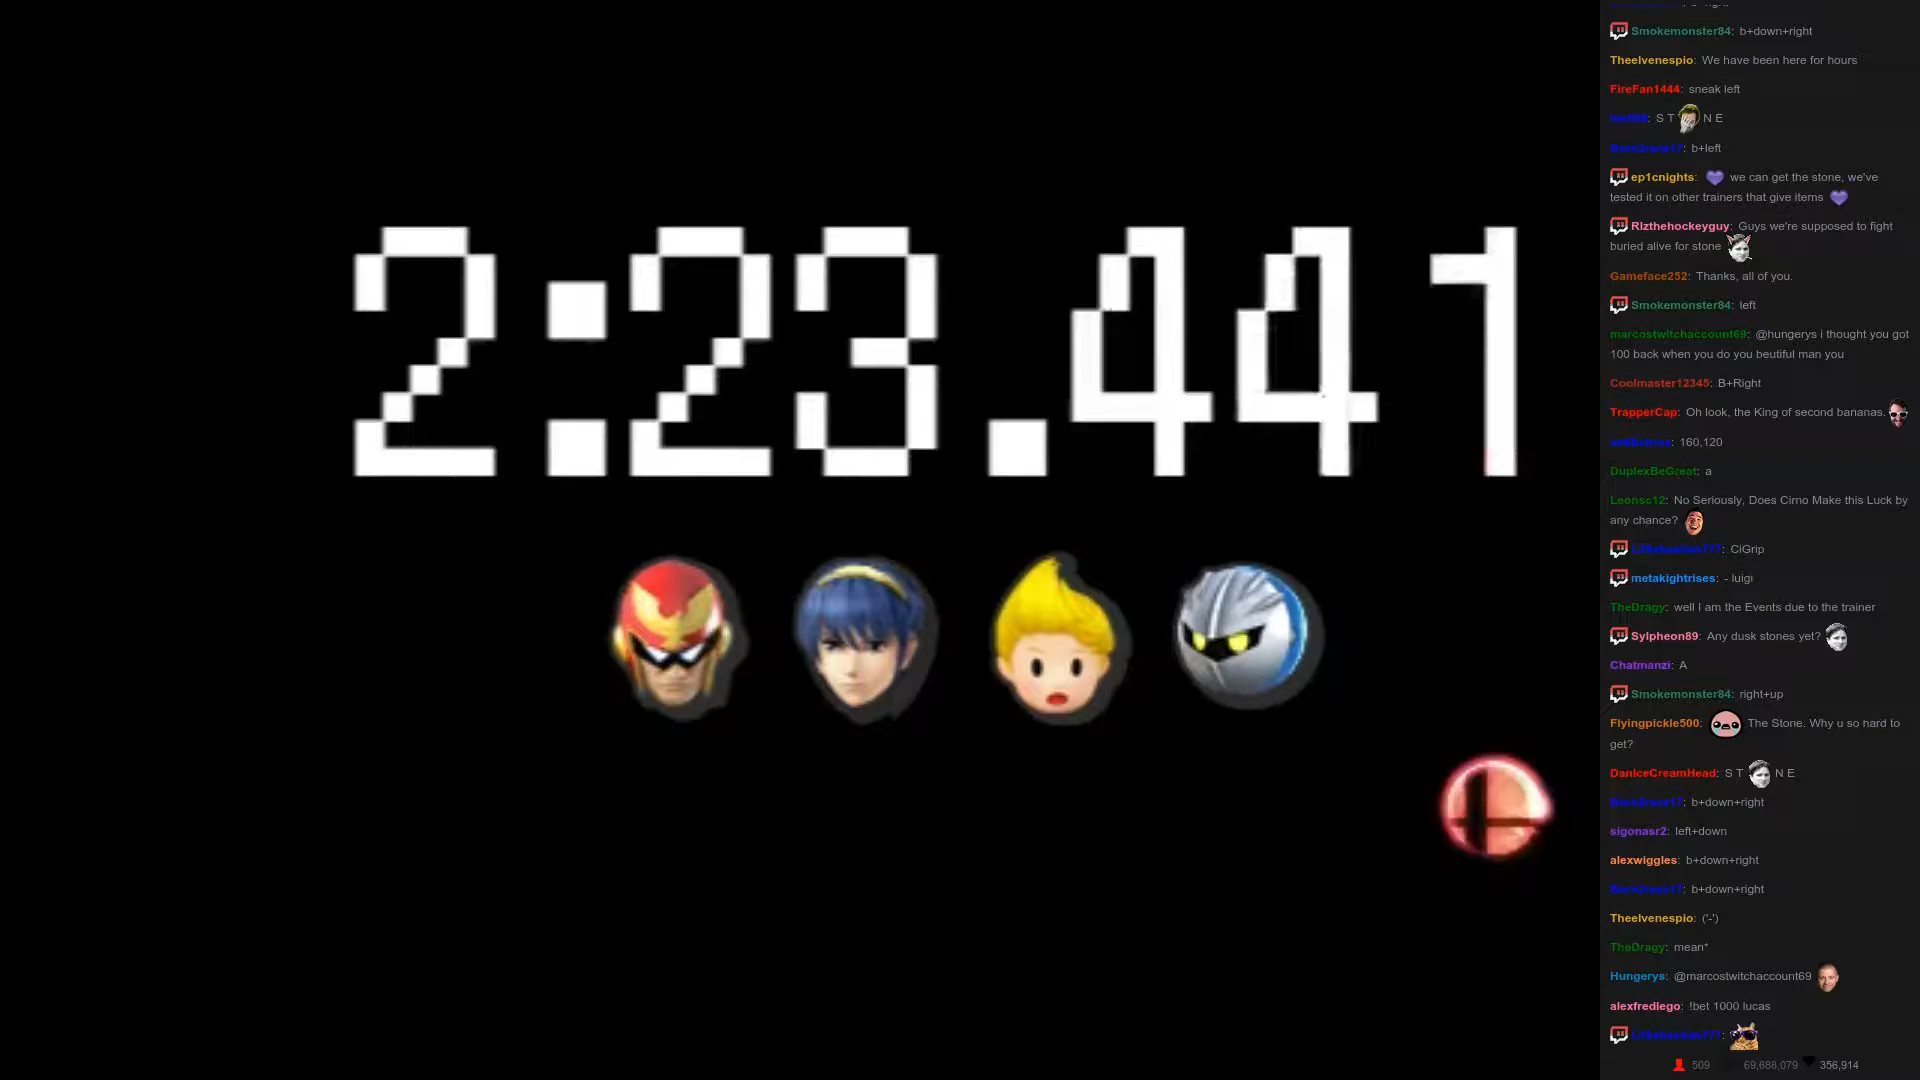 2:23.441
Smokemonster84: b+down+right
Theelvenespio: We have been here for hours
FireFan1444: sneak left
S T N E
b+left
ep1cnights: we can get the stone, we've
tested it on other trainers that give items
Rlzthehockeyguy: Guys we're supposed to fight
buried alive for stone
Gameface252: Thanks, all of you.
Smokemonster84: left
marcostwitchaccount69: @hungerys i thought you got
100 back when you do you beutiful man you
Coolmaster12345: B+Right
TrapperCap: Oh look, the King of second bananas.
160,120
DuplexBeGreat: a
Leonsc12: No Seriously, Does Cirno Make this Luck by
any chance?
CiGrip
metakightrises: - luigi
TheDragy: well I am the Events due to the trainer
Sylpheon89: Any dusk stones yet?
Chatmanzi: A
Smokemonster84: right+up
Flyingpickle500: The Stone. Why u so hard to
get?
DanIceCreamHead: S T N E
b+down+right
sigonasr2: left+down
alexwiggles: b+down+right
b+down+right
Theelvenespio: ('-')
TheDragy: mean*
Hungerys: @marcostwitchaccount69
alexfredlego: !bet 1000 lucas
509 69,688,079 356,914